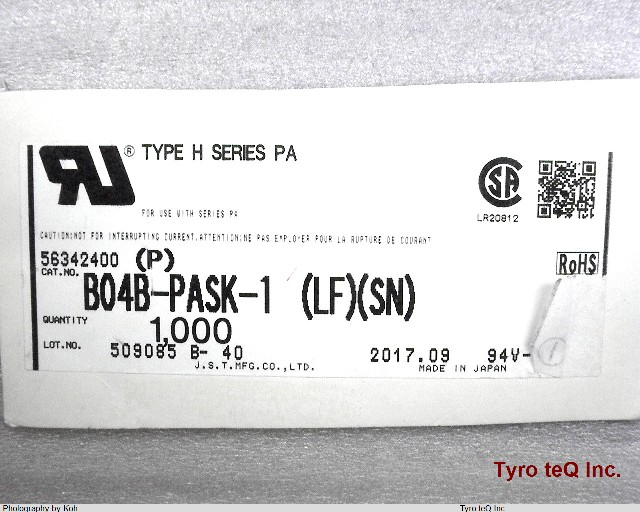 ® TYPE H SERIES PA
LR20812
FOR USE WITH SERIES PA
CAUTION:NOT FOR INTERRUPTING CURRENT.ATTENTION:NE PAS EMPLOYER POUR LA RUPTURE DE COURANT
56342400 (P)
RoHS
CAT.NO. B04B-PASK-1 (LF)(SN)
QUANTITY 1,000
LOT.NO. 509085 B- 40 2017.09 94V-
J.S.T.MFG.CO.,LTD. MADE IN JAPAN
Tyro teQ Inc.
Photography by Koh Tyro teQ Inc